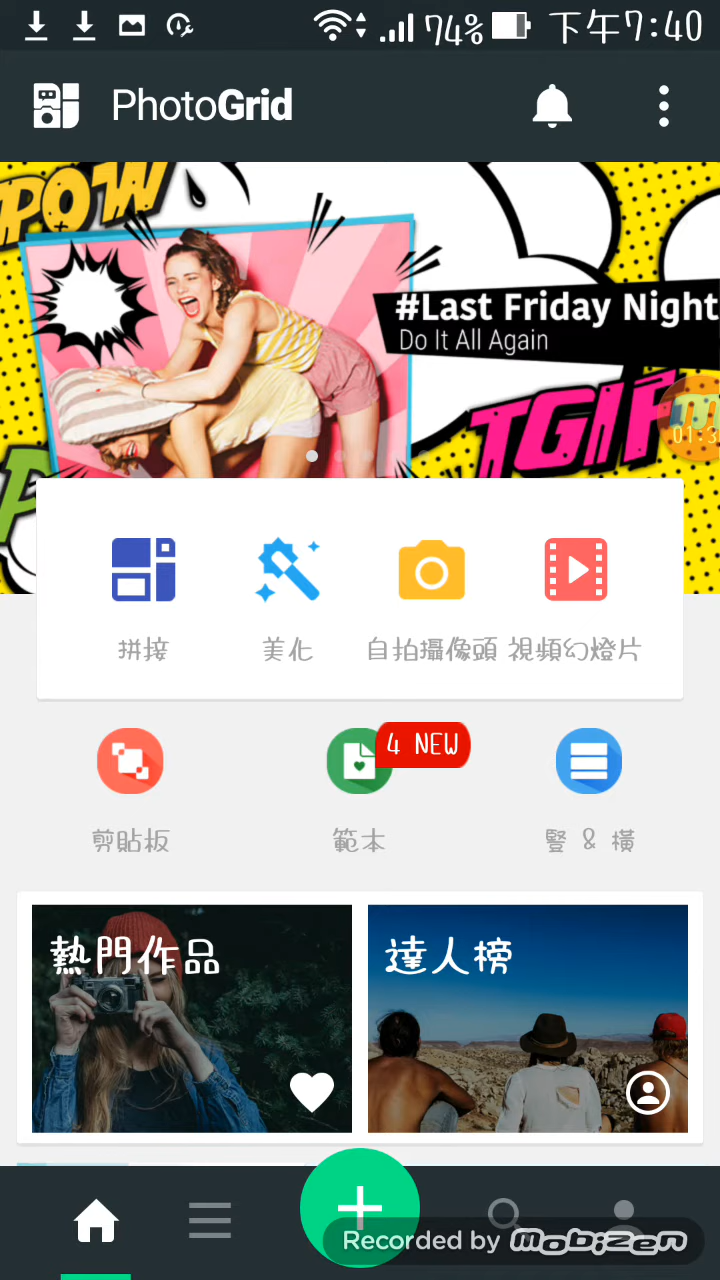 74% 下午7:40
PhotoGrid
POW
#Last Friday Night
Do It All Again
TGIF
01:3
拼接
美化
自拍攝像頭
視頻幻燈片
4 NEW
剪貼板
範本
豎 & 橫
熱門作品
達人榜
Recorded by mobizen